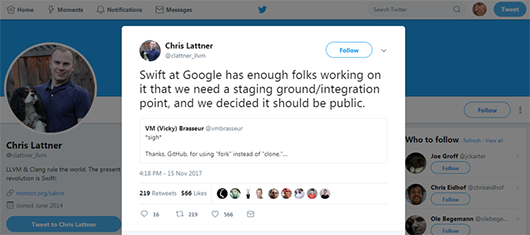 Home
Moments
Notifications
Messages
Search Twitter
Tweet
Chris Lattner
@clattner_llvm
Follow
Swift at Google has enough folks working on
it that we need a staging ground/integration
point, and we decided it should be public.
VM (Vicky) Brasseur @vmbrasseur
*sigh*
Thanks, GitHub, for using "fork" instead of "clone."...
4:18 PM - 15 Nov 2017
219 Retweets 566 Likes
16
219
566
Chris Lattner
@clattner_llvm
LLVM & Clang rule the world. The present
revolution is Swift!
nondot.org/sabre
Joined June 2014
Tweet to Chris Lattner
Follow
Who to follow · Refresh · View all
Joe Groff @jckarter
Follow
Chris Eidhof @chriseidhof
Follow
Ole Begemann @olebegemann
Follow